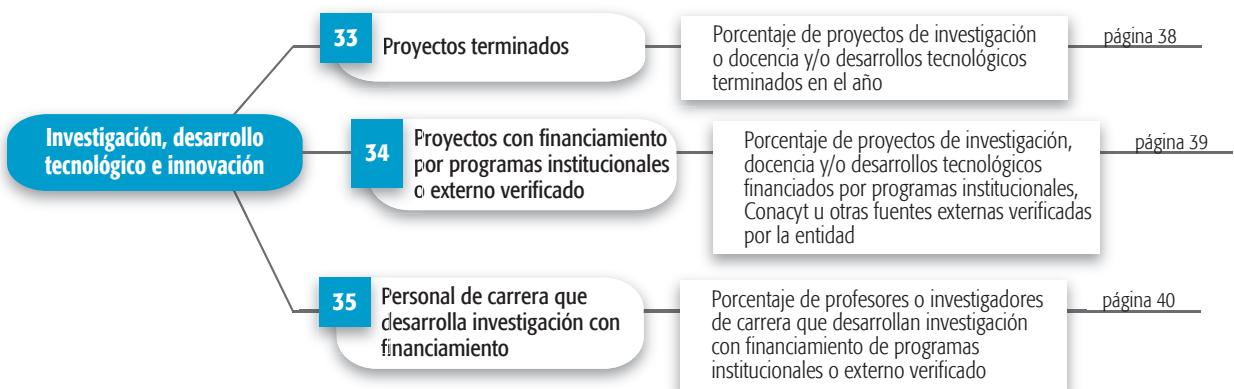 Investigación, desarrollo
tecnológico e innovación
33
Proyectos terminados
Porcentaje de proyectos de investigación
o docencia y/o desarrollos tecnológicos
terminados en el año
página 38
34
Proyectos con financiamiento
por programas institucionales
o externo verificado
Porcentaje de proyectos de investigación,
docencia y/o desarrollos tecnológicos
financiados por programas institucionales,
Conacyt u otras fuentes externas verificadas
por la entidad
página 39
35
Personal de carrera que
desarrolla investigación con
financiamiento
Porcentaje de profesores o investigadores
de carrera que desarrollan investigación
con financiamiento de programas
institucionales o externo verificado
página 40